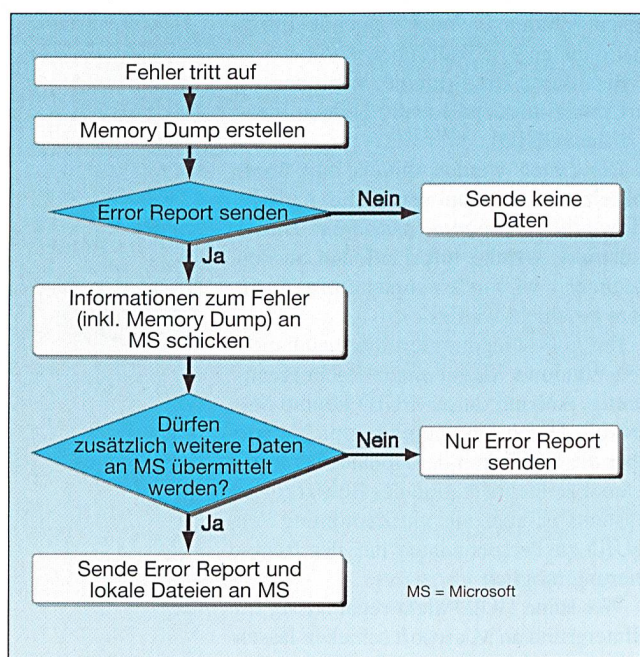 Fehler tritt auf
Memory Dump erstellen
Error Report senden
Nein
Sende keine
Daten
Ja
Informationen zum Fehler
(inkl. Memory Dump) an
MS schicken
Dürfen
zusätzlich weitere Daten
an MS übermittelt
werden?
Nein
Nur Error Report
senden
Ja
Sende Error Report und
lokale Dateien an MS
MS = Microsoft